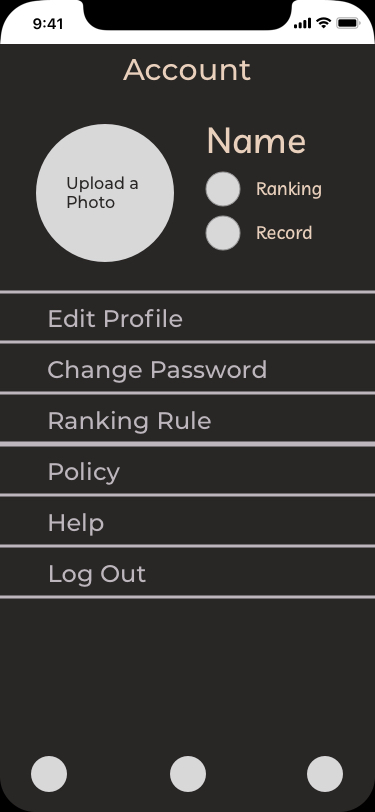 9:41
Account
Upload a
Photo
Name
Ranking
Record
Edit Profile
Change Password
Ranking Rule
Policy
Help
Log Out